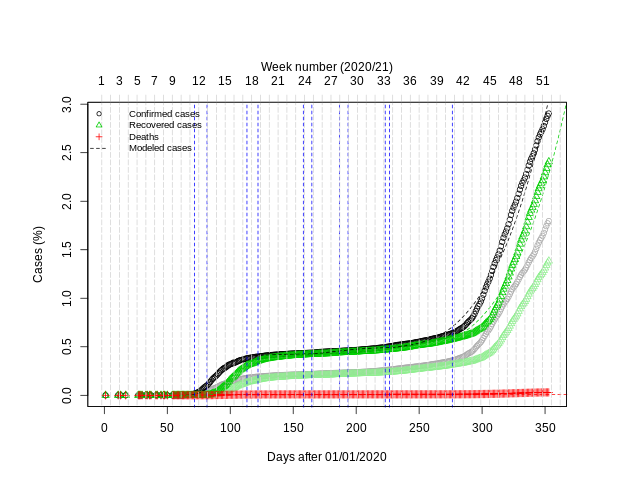 Week number (2020/21)
1 3 5 7 9 12 15 18 21 24 27 30 33 36 39 42 45 48 51
3.0
2.5
2.0
1.5
1.0
0.5
0.0
Cases (%)
Confirmed cases
Recovered cases
Deaths
Modeled cases
0 50 100 150 200 250 300 350
Days after 01/01/2020